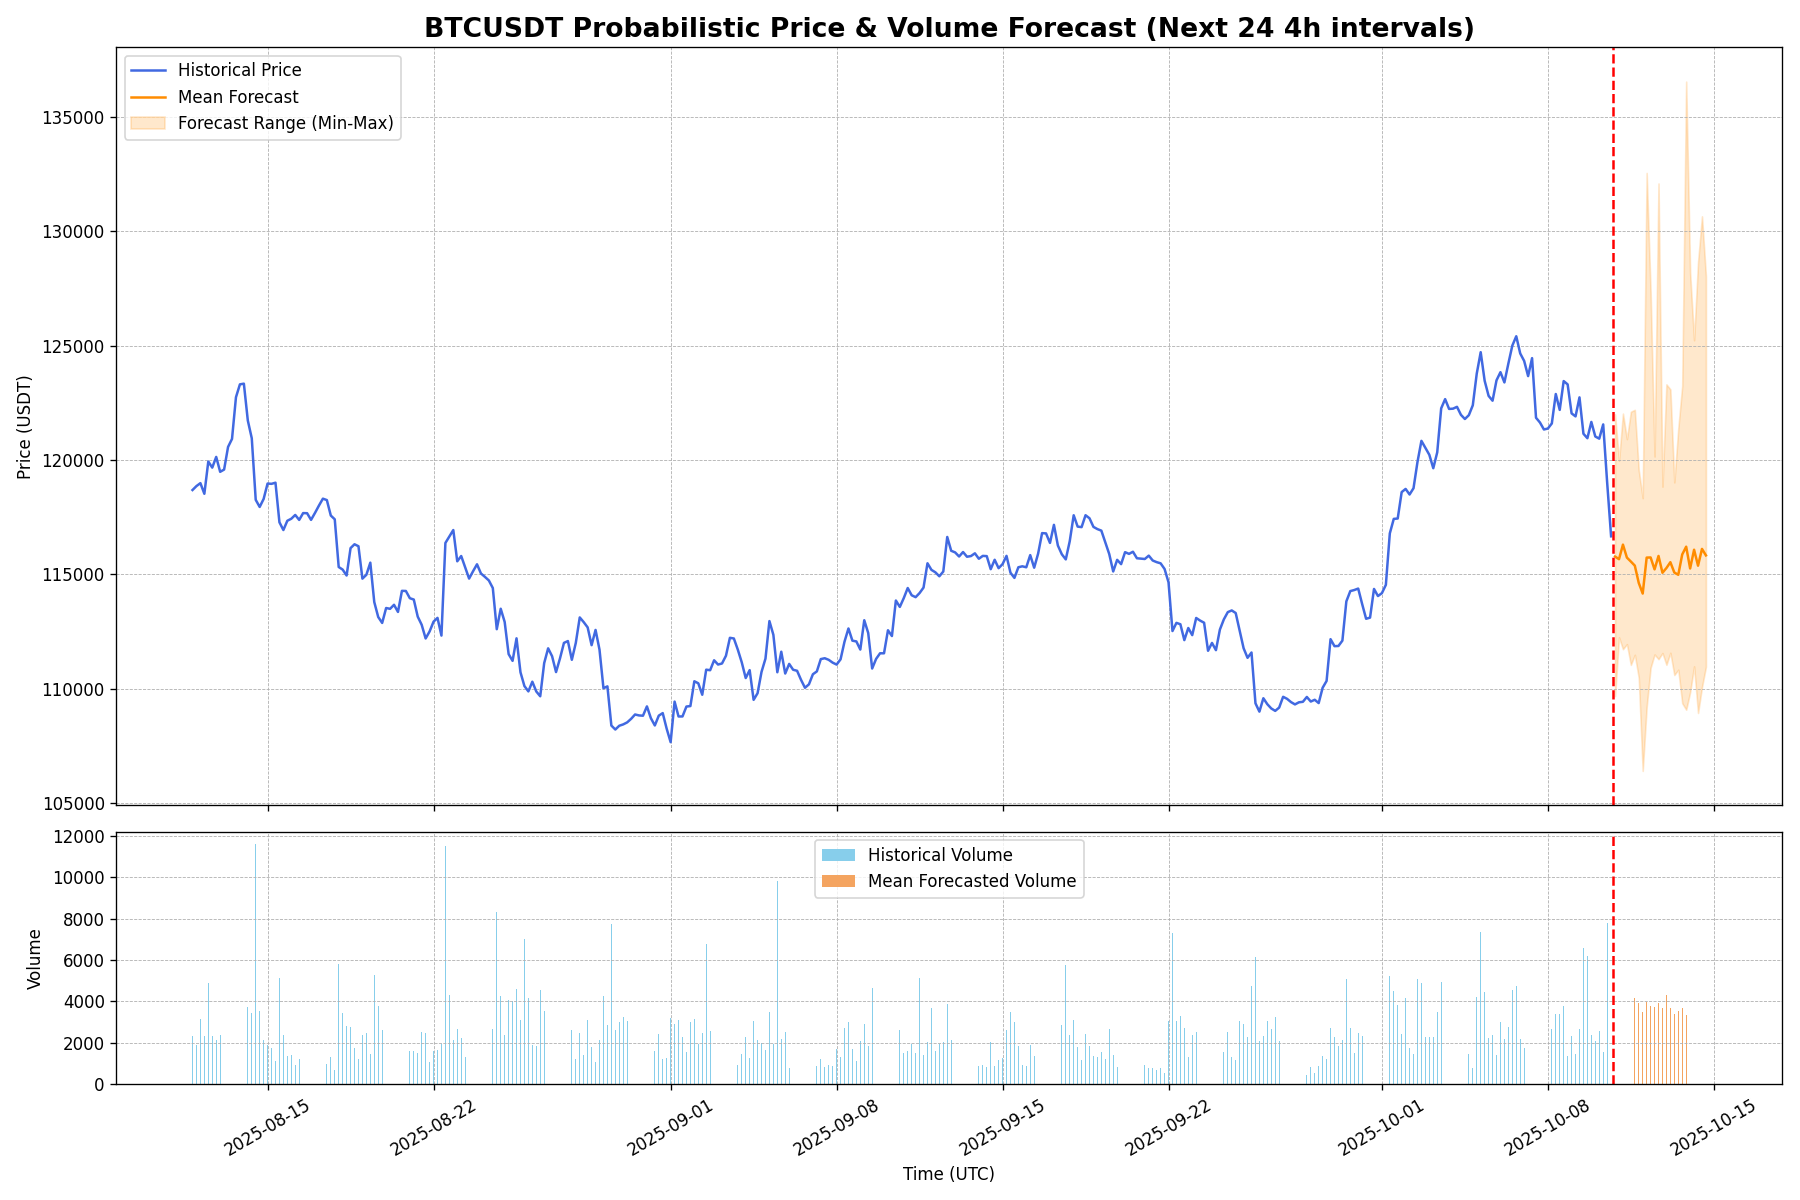 BTCUSDT Probabilistic Price & Volume Forecast (Next 24 4h intervals)
Historical Price
Mean Forecast
Forecast Range (Min-Max)
135000
130000
125000
120000
115000
110000
105000
Price (USDT)
Historical Volume
Mean Forecasted Volume
12000
10000
8000
6000
4000
2000
0
Volume
2025-08-15
2025-08-22
2025-09-01
2025-09-08
2025-09-15
2025-09-22
2025-10-01
2025-10-08
2025-10-15
Time (UTC)